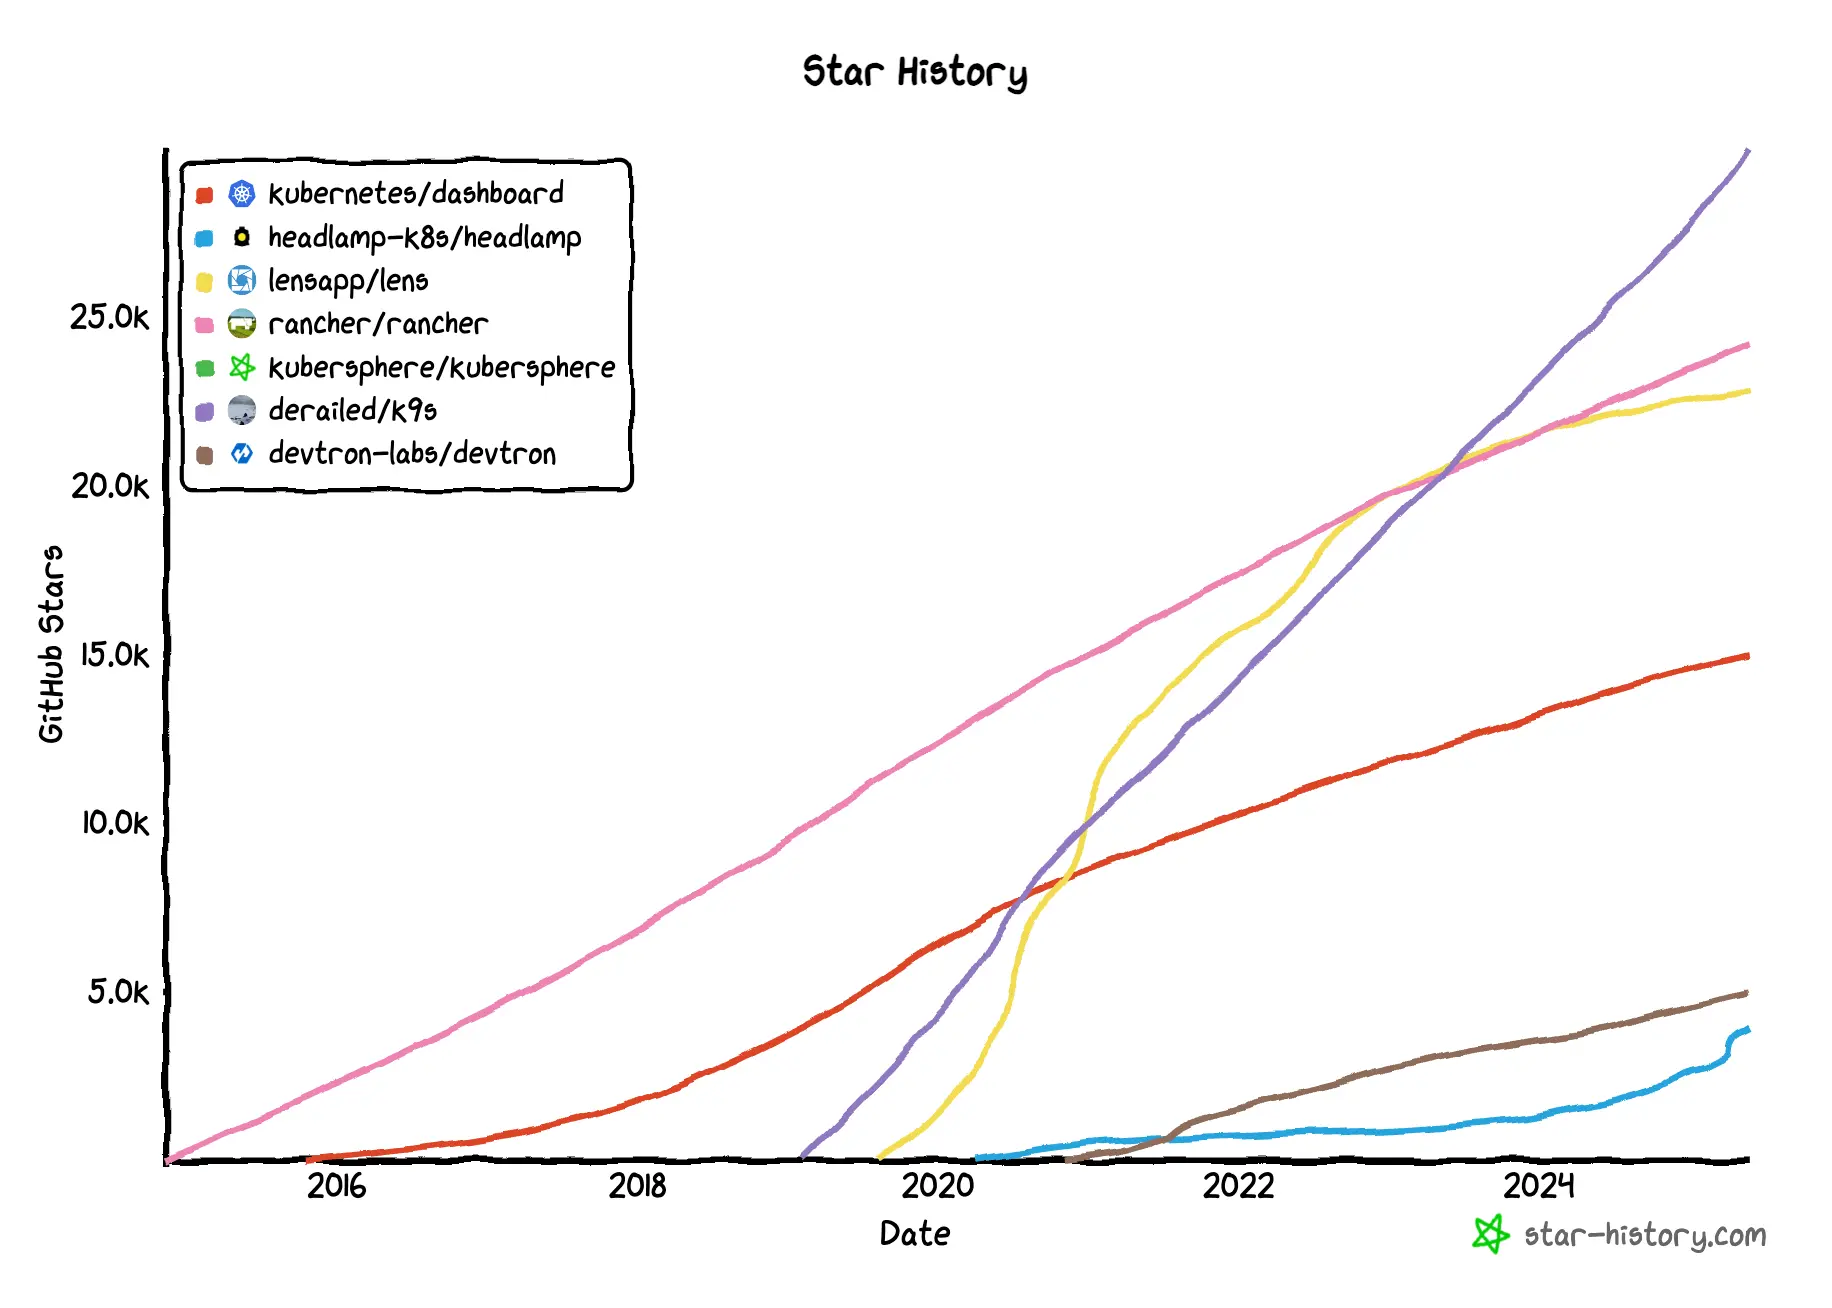 Star History
kubernetes/dashboard
headlamp-k8s/headlamp
lensapp/lens
rancher/rancher
kubersphere/kubersphere
derailed/k9s
devtron-labs/devtron
25.0K
20.0K
15.0K
10.0K
5.0K
GitHub Stars
2016 2018 2020 2022 2024
Date
star-history.com